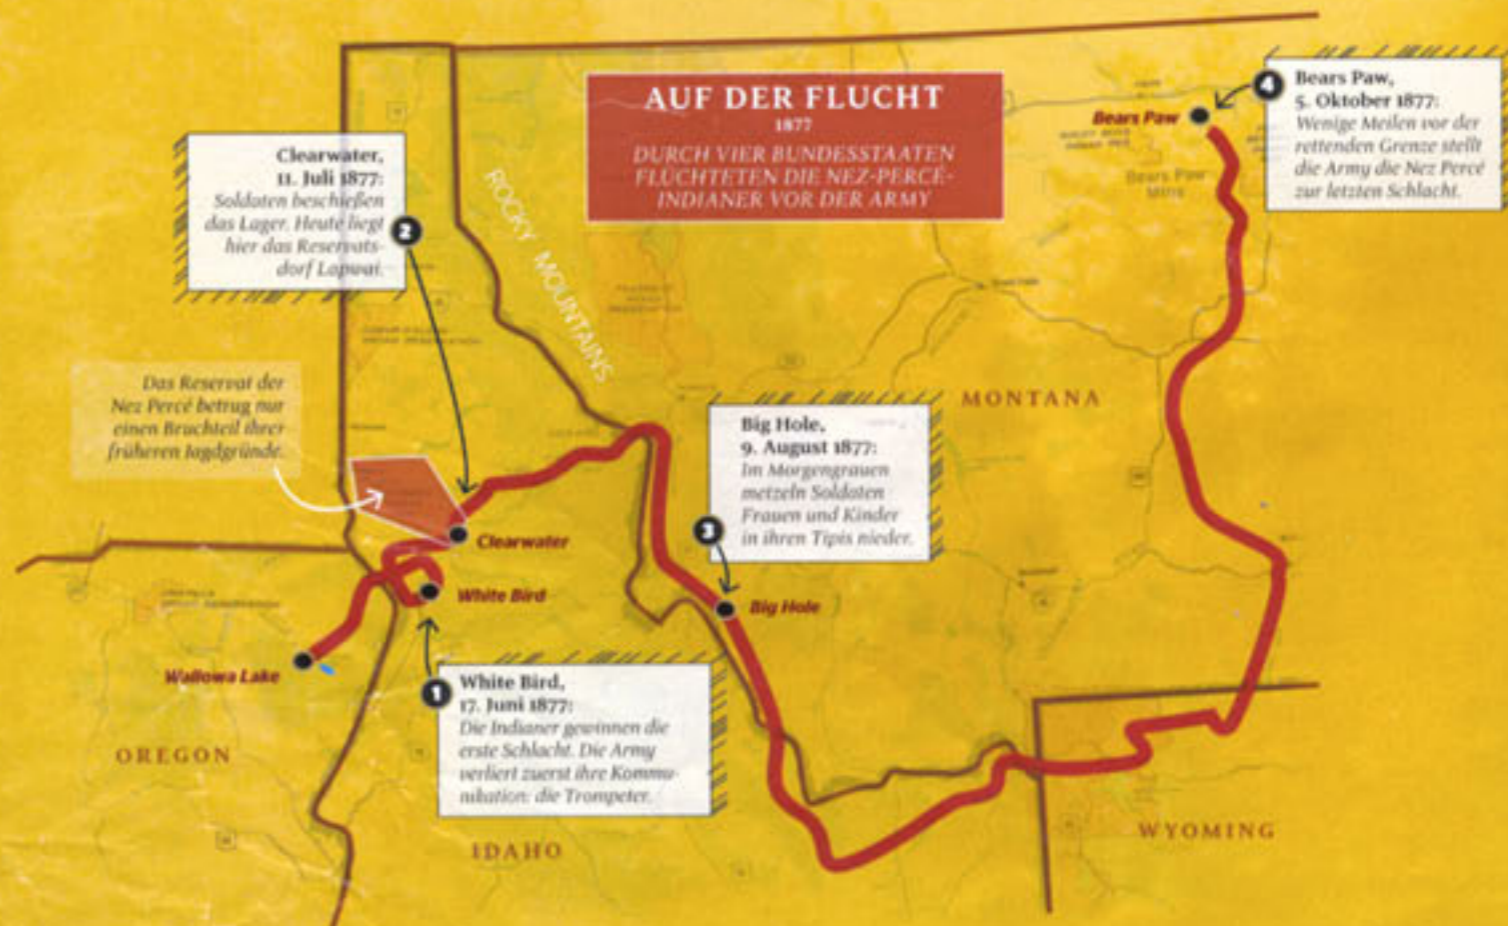 AUF DER FLUCHT
1877
DURCH VIER BUNDESSTAATEN
FLÜCHTETEN DIE NEZ-PERCÉ-
INDIANER VOR DER ARMY
Bears Paw,
5. Oktober 1877:
Wenige Meilen vor der
rettenden Grenze stellt
die Army die Nez Percé
zur letzten Schlacht.
4
Bears Paw
Bears Paw
Mtns
Clearwater,
11. Juli 1877:
Soldaten beschießen
das Lager. Heute liegt
hier das Reservats-
dorf Lapwai.
2
ROCKY MOUNTAINS
Das Reservat der
Nez Percé betrug nur
einen Bruchteil ihrer
früheren Jagdgründe.
MONTANA
Big Hole,
9. August 1877:
Im Morgengrauen
metzeln Soldaten
Frauen und Kinder
in ihren Tipis nieder.
3
Clearwater
White Bird
Big Hole
Wallowa Lake
White Bird,
17. Juni 1877:
Die Indianer gewinnen die
erste Schlacht. Die Army
verliert zuerst ihre Kommu-
nikation: die Trompeter.
1
OREGON
IDAHO
WYOMING